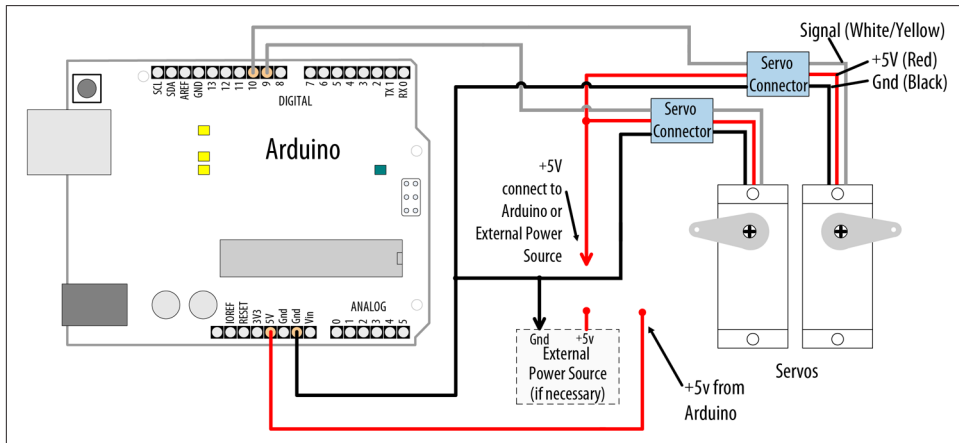 Signal (White/Yellow)
+5V (Red)
Gnd (Black)
Servo
Connector
Servo
Connector
SCL
SDA
AREF
GND
13
12
11
10
9
8
7
6
5
4
3
2
TX 1
RX 0
DIGITAL
Arduino
+5V
connect to
Arduino or
External Power
Source
IOREF
RESET
3V3
5V
Gnd
Gnd
Vin
ANALOG
0
1
2
3
4
5
Gnd
+5v
External
Power Source
(if necessary)
+5v from
Arduino
Servos